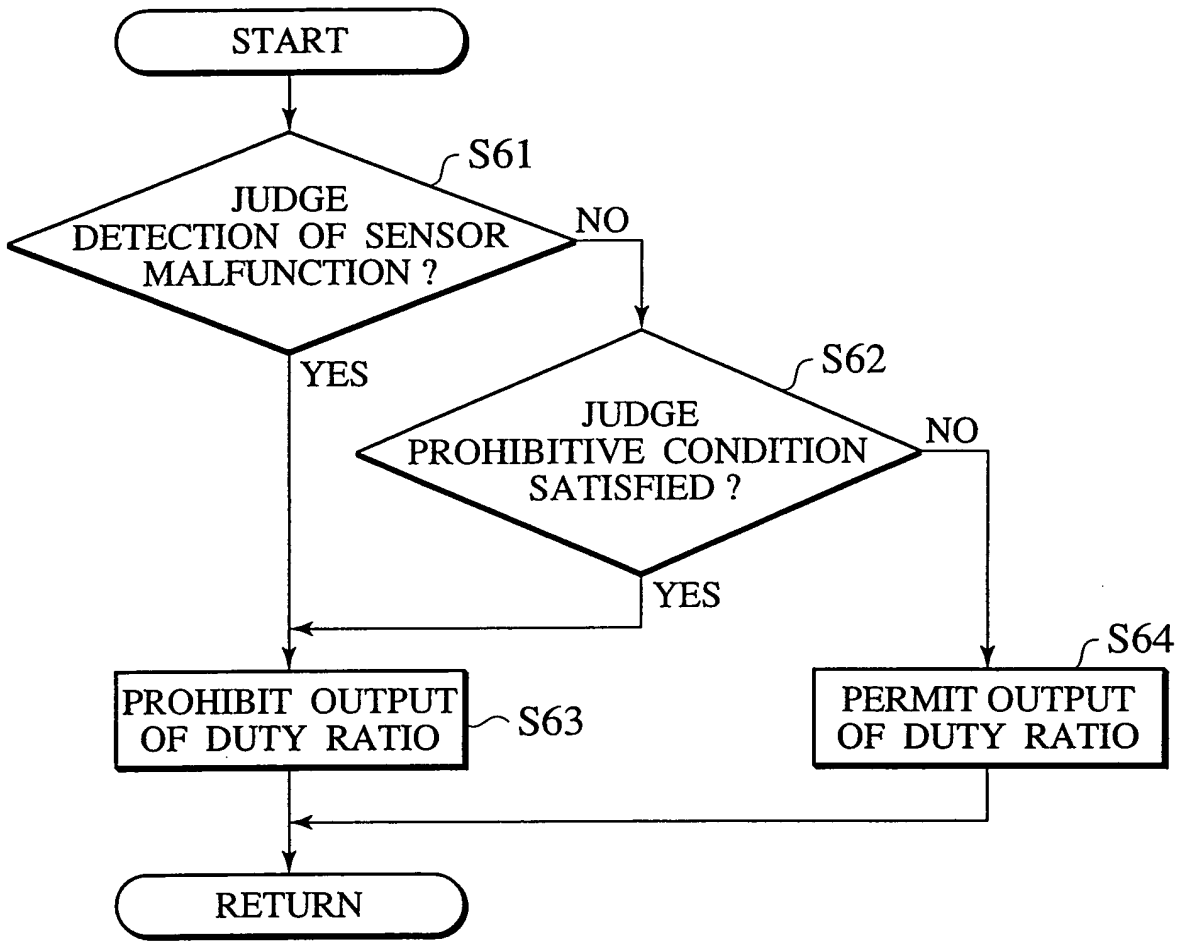 START
S61
JUDGE
DETECTION OF SENSOR
MALFUNCTION ?
NO
YES
S62
JUDGE
PROHIBITIVE CONDITION
SATISFIED ?
NO
YES
PROHIBIT OUTPUT
OF DUTY RATIO
S63
S64
PERMIT OUTPUT
OF DUTY RATIO
RETURN